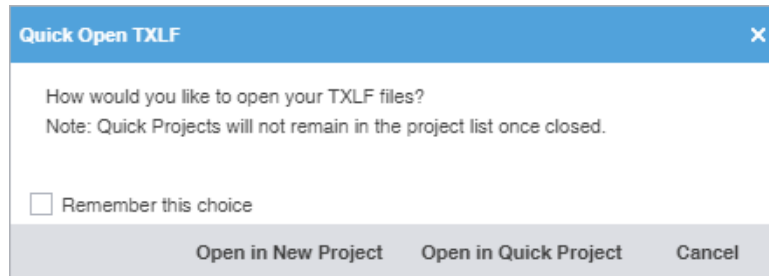 Quick Open TXLF
How would you like to open your TXLF files?
Note: Quick Projects will not remain in the project list once closed.
Remember this choice
Open in New Project Open in Quick Project Cancel